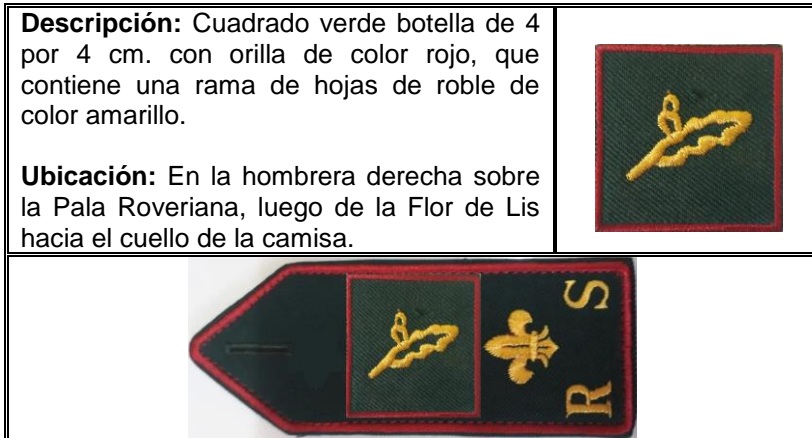 Descripción: Cuadrado verde botella de 4
por 4 cm. con orilla de color rojo, que
contiene una rama de hojas de roble de
color amarillo.
Ubicación: En la hombrera derecha sobre
la Pala Roveriana, luego de la Flor de Lis
hacia el cuello de la camisa.
R S